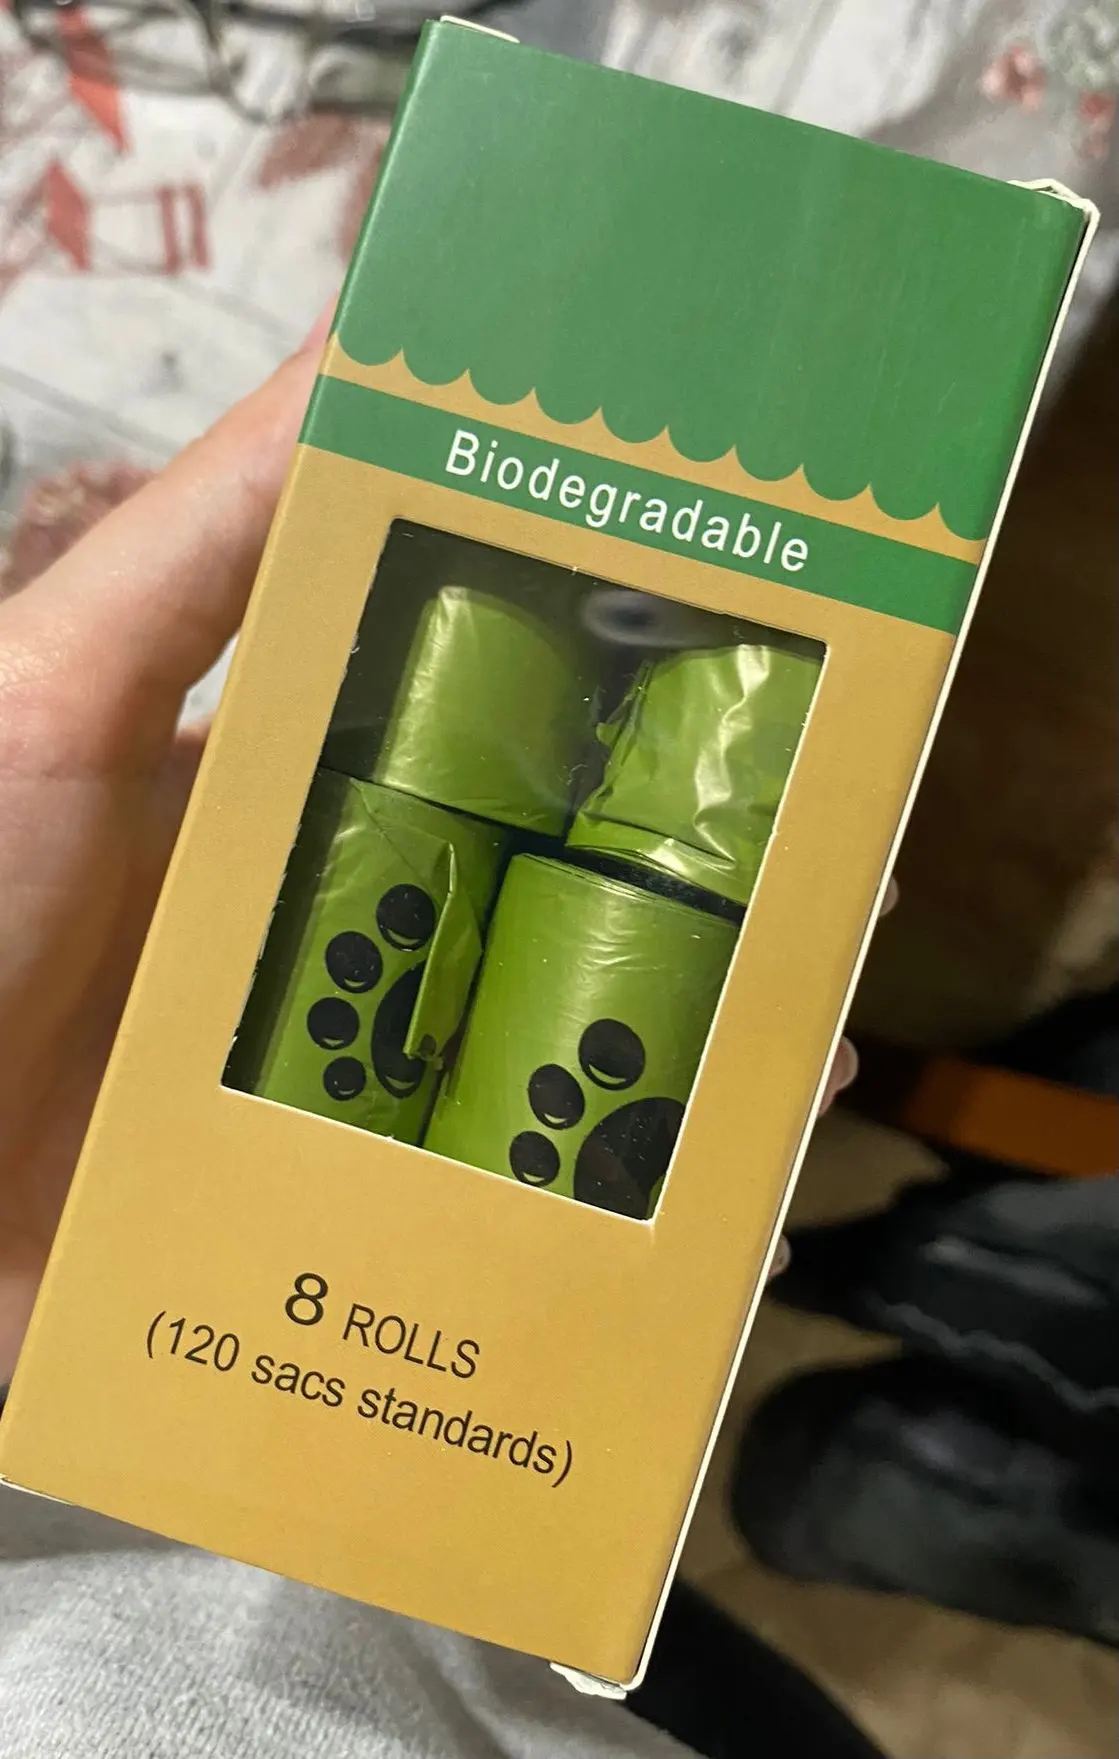 Biodegradable
8 ROLLS
(120 sacs standards)